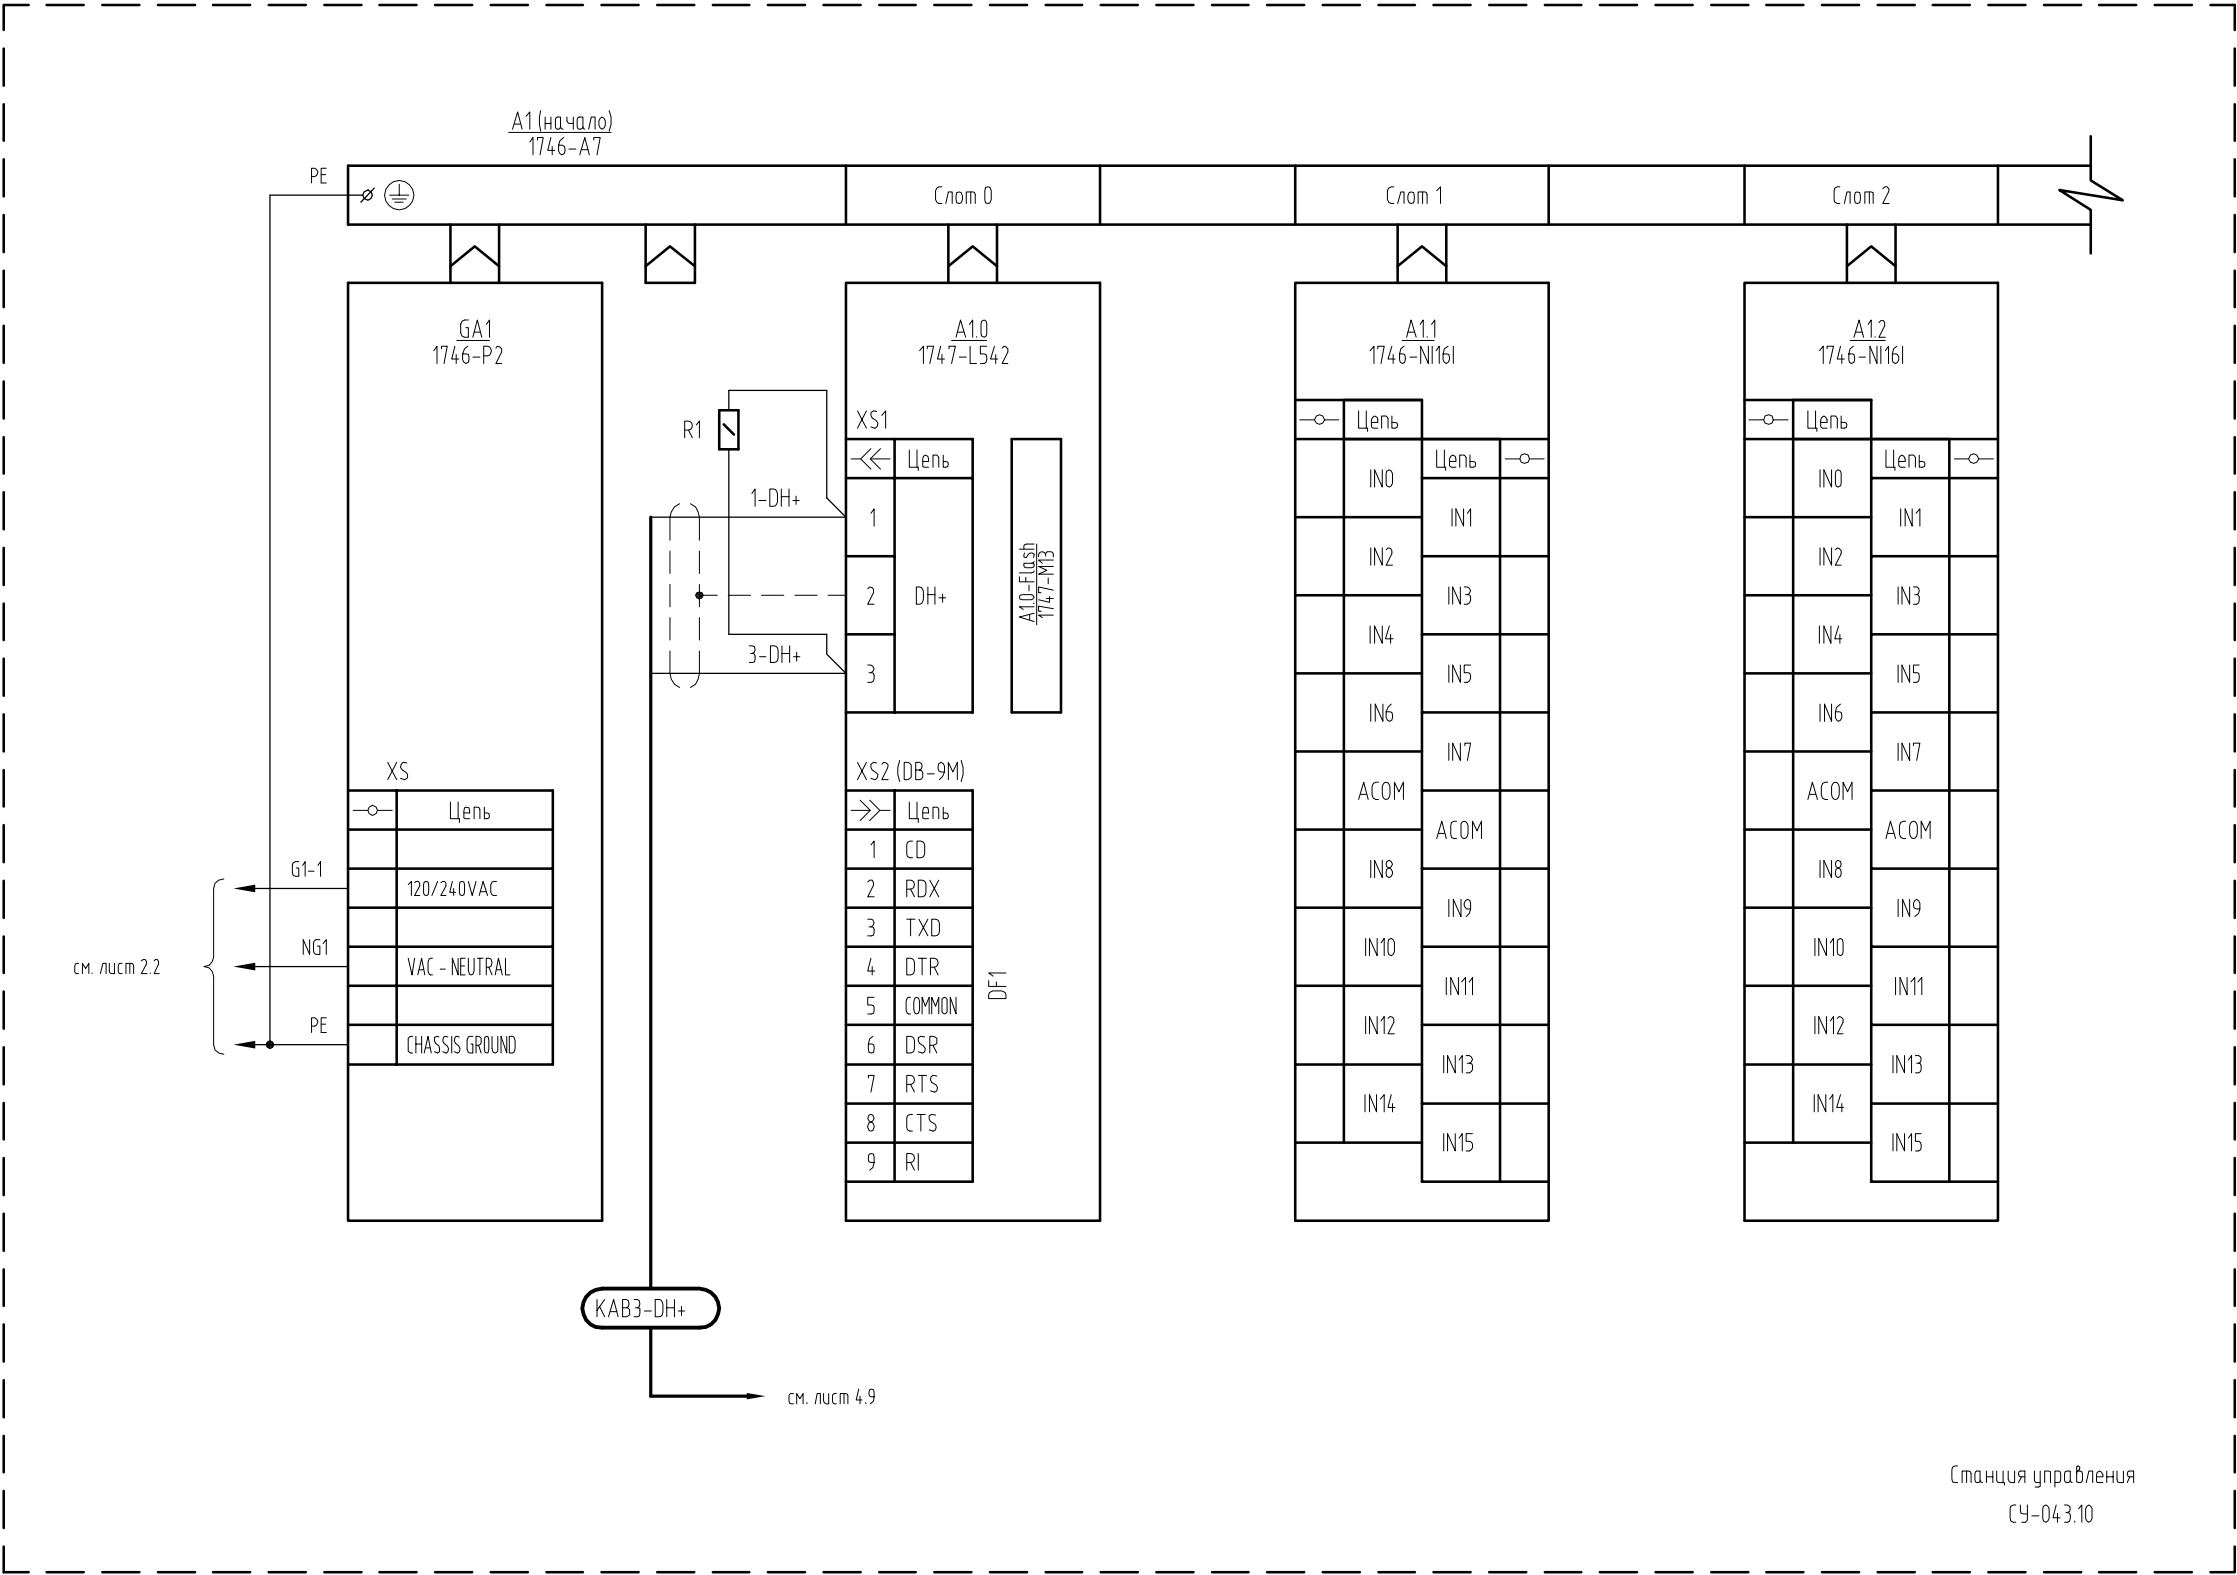 А1 (начало)
1746-A7
PE
Слот 0
Слот 1
Слот 2
GA1
1746-P2
XS
Цепь
G1-1
120/240VAC
NG1
VAC - NEUTRAL
PE
CHASSIS GROUND
см. лист 2.2
R1
1-DH+
3-DH+
A1.0
1747-L542
XS1
Цепь
1
2
3
DH+
A1.0-Flash
1747-M13
XS2 (DB-9M)
Цепь
1 CD
2 RDX
3 TXD
4 DTR
5 COMMON
6 DSR
7 RTS
8 CTS
9 RI
DF1
КАВ3-DH+
см. лист 4.9
A1.1
1746-NI16I
Цепь
Цепь
IN0
IN1
IN2
IN3
IN4
IN5
IN6
IN7
ACOM
ACOM
IN8
IN9
IN10
IN11
IN12
IN13
IN14
IN15
A1.2
1746-NI16I
Цепь
Цепь
IN0
IN1
IN2
IN3
IN4
IN5
IN6
IN7
ACOM
ACOM
IN8
IN9
IN10
IN11
IN12
IN13
IN14
IN15
Станция управления
СУ-043.10